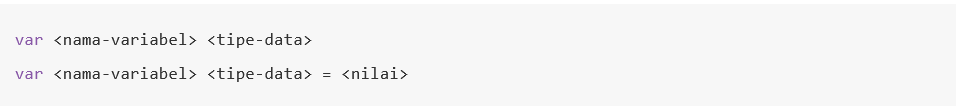 var <nama-variabel> <tipe-data>
var <nama-variabel> <tipe-data> = <nilai>